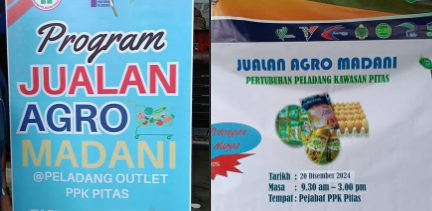 Program
JUALAN
AGRO
MADANI
@PELADANG OUTLET
PPK PITAS
JUALAN AGRO MADANI
PERTUBUHAN PELADANG KAWASAN PITAS
Tarikh : 20 Disember 2024
Masa : 9.30 am – 3.00 pm
Tempat : Pejabat PPK Pitas